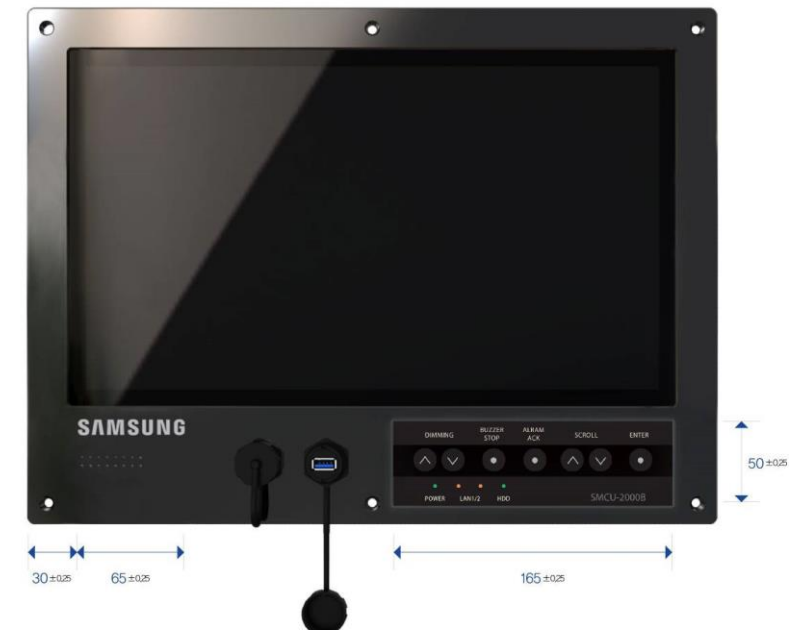 SAMSUNG
DIMMING
BUZZER
STOP
ALRAM
ACK
SCROLL
ENTER
POWER
LAN1/2
HDD
SMCU-2000B
50 ±0.25
30 ±0.25
65 ±0.25
165 ±0.25